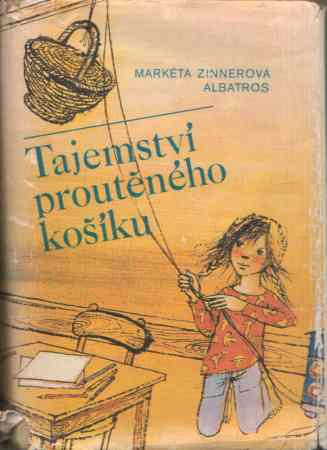 MARKÉTA ZINNEROVÁ
ALBATROS
Tajemství
proutěného
košíku